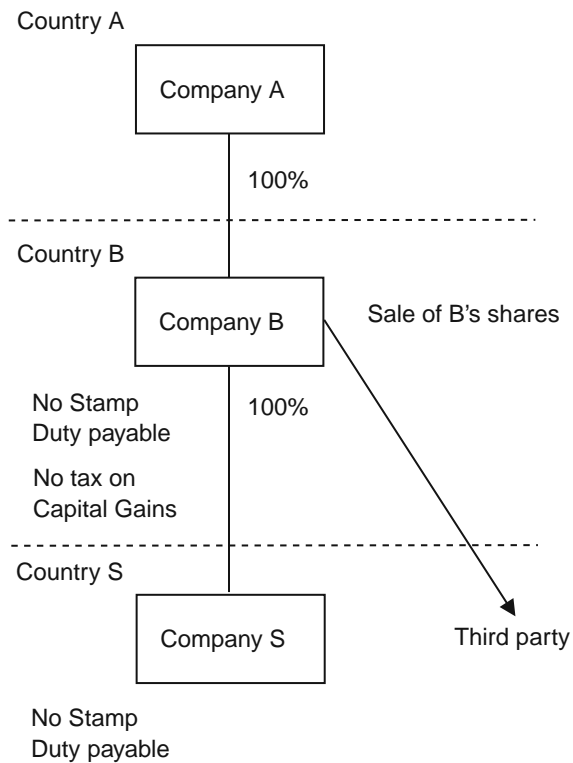 Country A
Company A
100%
Country B
Company B
Sale of B’s shares
No Stamp
Duty payable
100%
No tax on
Capital Gains
Country S
Company S
Third party
No Stamp
Duty payable